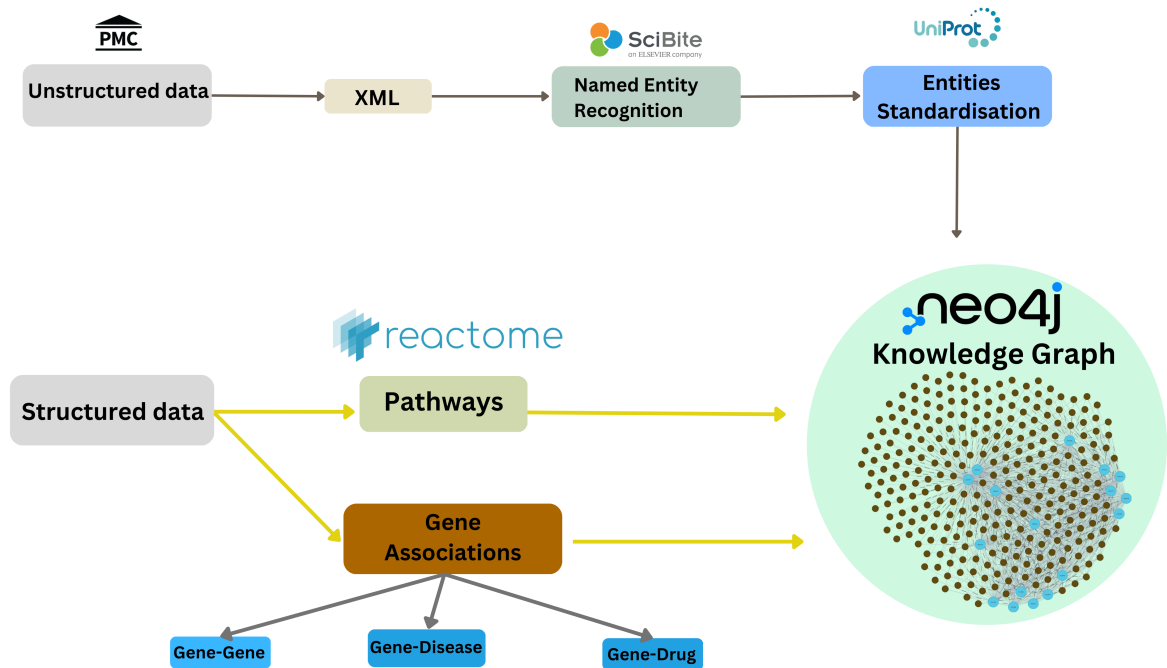 PMC
SciBite
an ELSEVIER company
UniProt
Unstructured data
XML
Named Entity
Recognition
Entities
Standardisation
reactome
neo4j
Knowledge Graph
Structured data
Pathways
Gene
Associations
Gene-Gene
Gene-Disease
Gene-Drug